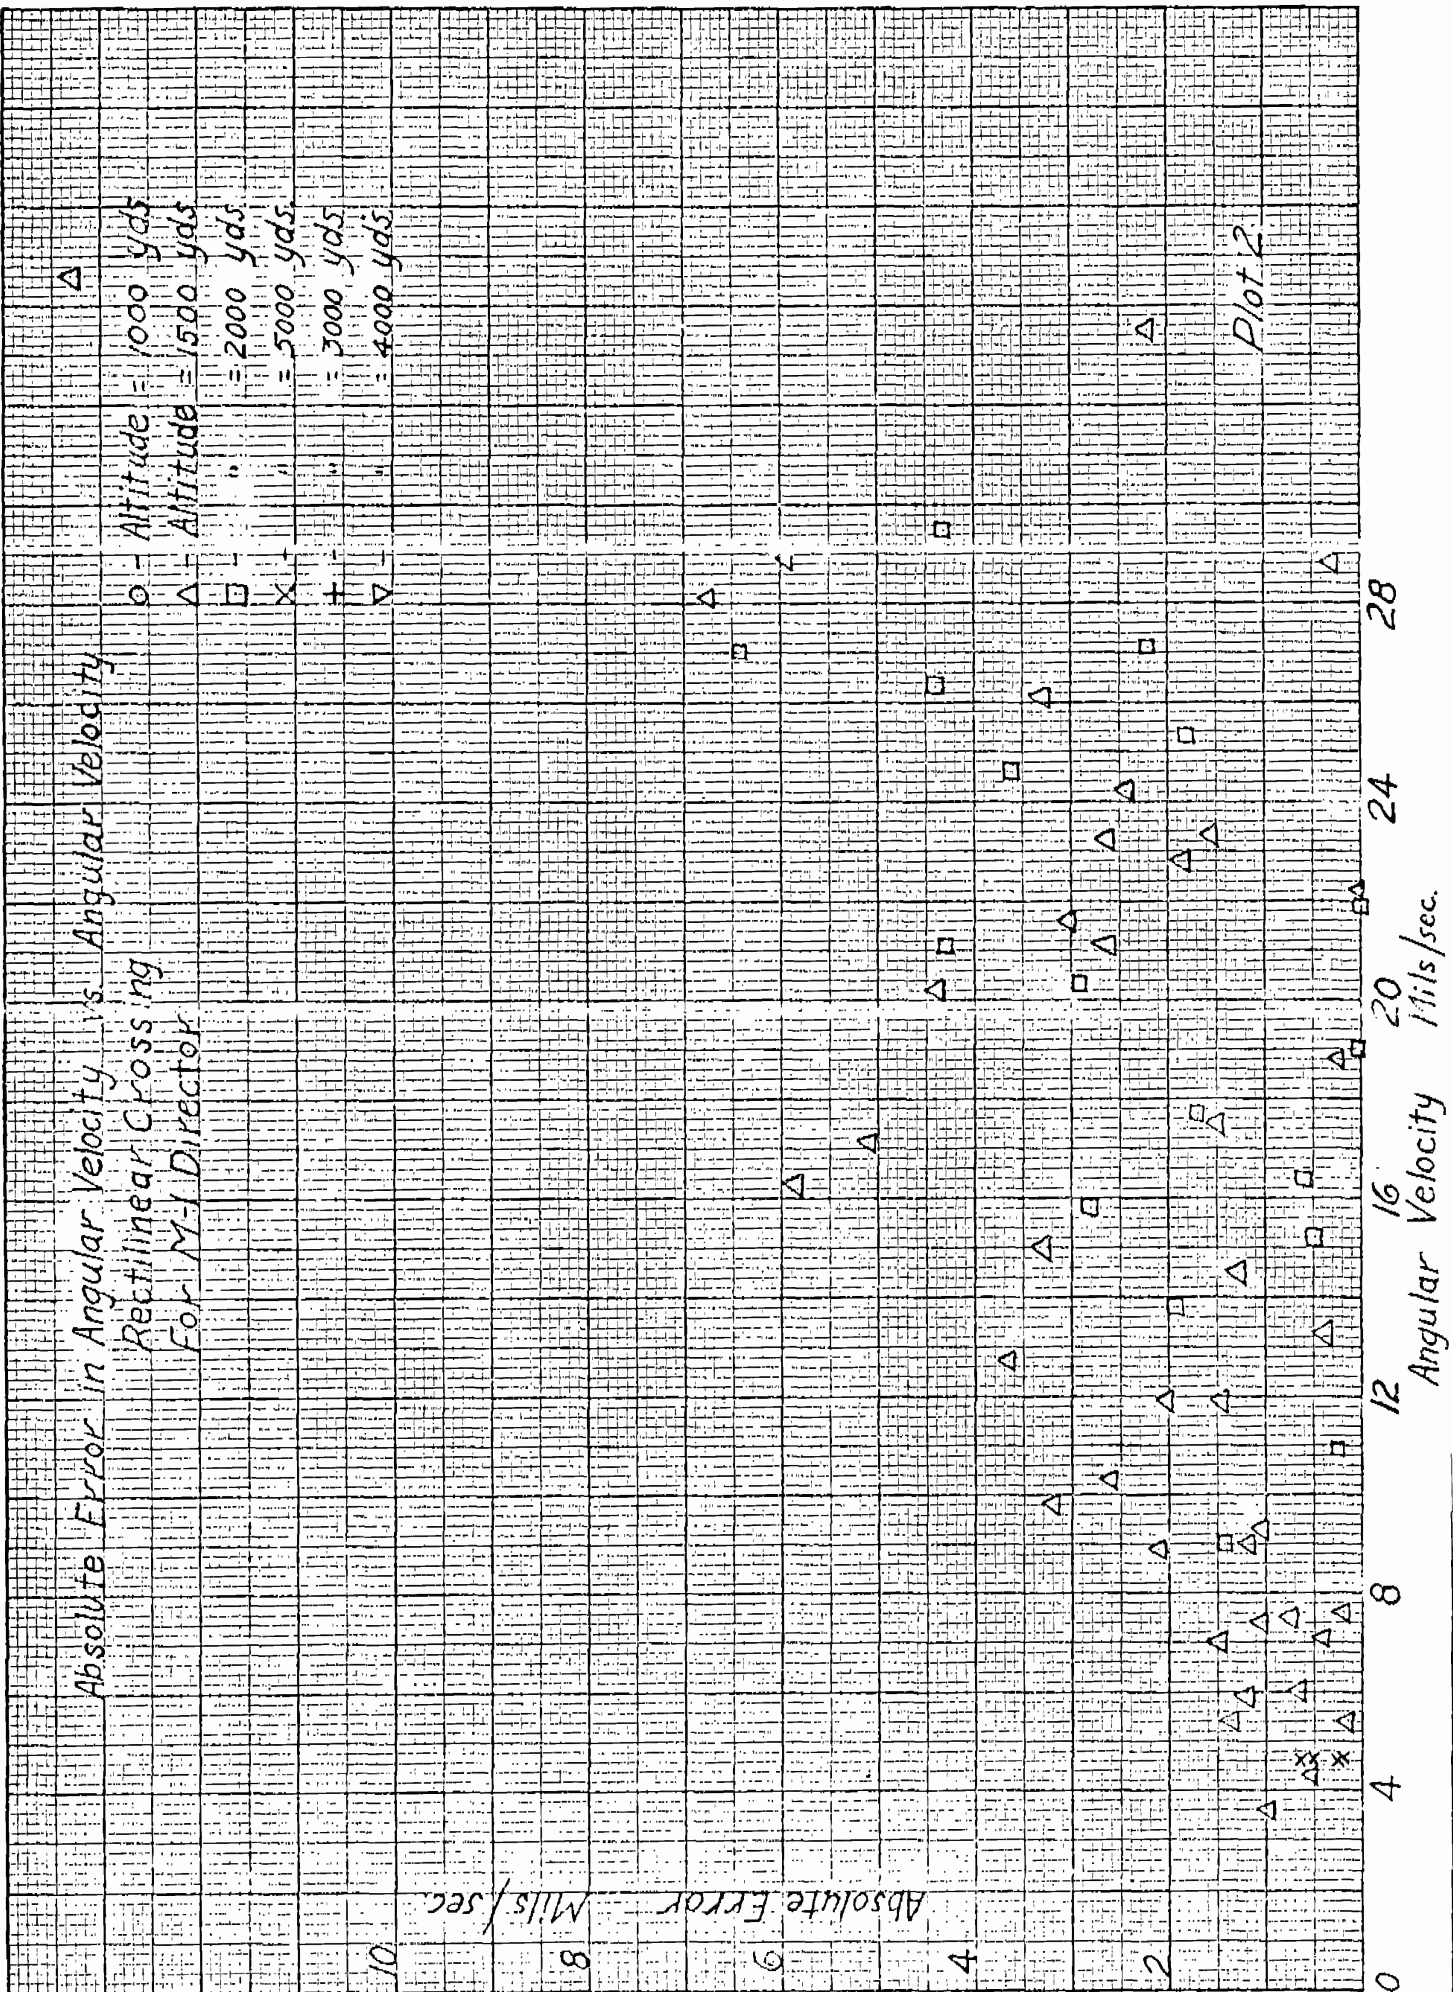 Absolute Error in Angular Velocity vs. Angular Velocity
Rectilinear Crossing
For M-1 Director
o - Altitude = 1000 yds
△ - Altitude = 1500 yds
□ - " = 2000 yds
X - " = 5000 yds.
+ - " = 3000 yds
▽ - " = 4000 yds.
Absolute Error Mils/sec.
10
8
6
4
2
0
4
8
12
16
20
24
28
Angular Velocity Mils/sec.
Plot 2